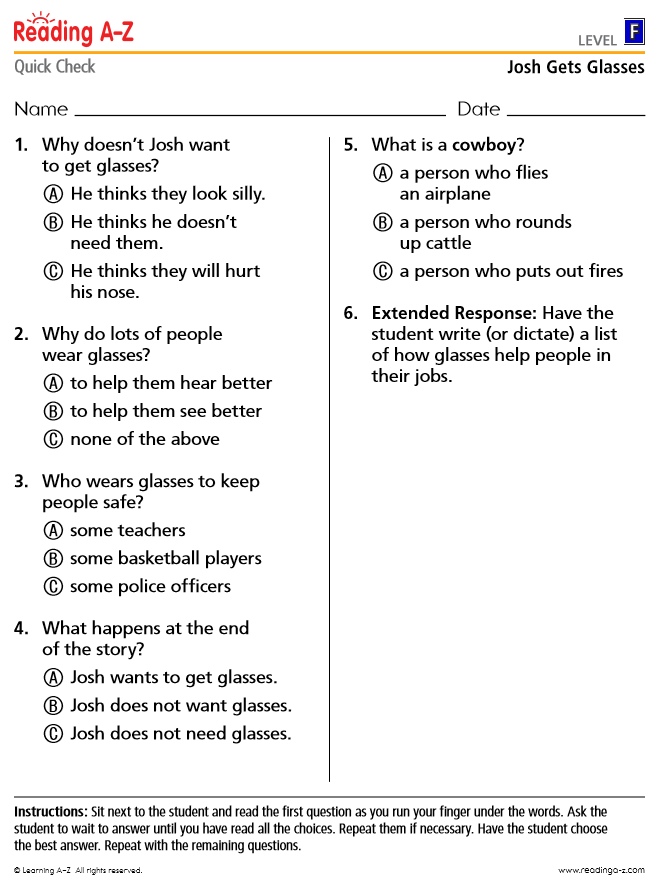 Reading A-Z
LEVEL F
Quick Check
Josh Gets Glasses
Name
Date
1. Why doesn't Josh want
to get glasses?
Ⓐ He thinks they look silly.
Ⓑ He thinks he doesn't
need them.
Ⓒ He thinks they will hurt
his nose.
2. Why do lots of people
wear glasses?
Ⓐ to help them hear better
Ⓑ to help them see better
Ⓒ none of the above
3. Who wears glasses to keep
people safe?
Ⓐ some teachers
Ⓑ some basketball players
Ⓒ some police officers
4. What happens at the end
of the story?
Ⓐ Josh wants to get glasses.
Ⓑ Josh does not want glasses.
Ⓒ Josh does not need glasses.
5. What is a cowboy?
Ⓐ a person who flies
an airplane
Ⓑ a person who rounds
up cattle
Ⓒ a person who puts out fires
6. Extended Response: Have the
student write (or dictate) a list
of how glasses help people in
their jobs.
Instructions: Sit next to the student and read the first question as you run your finger under the words. Ask the
student to wait to answer until you have read all the choices. Repeat them if necessary. Have the student choose
the best answer. Repeat with the remaining questions.
© Learning A–Z All rights reserved.
www.readinga-z.com